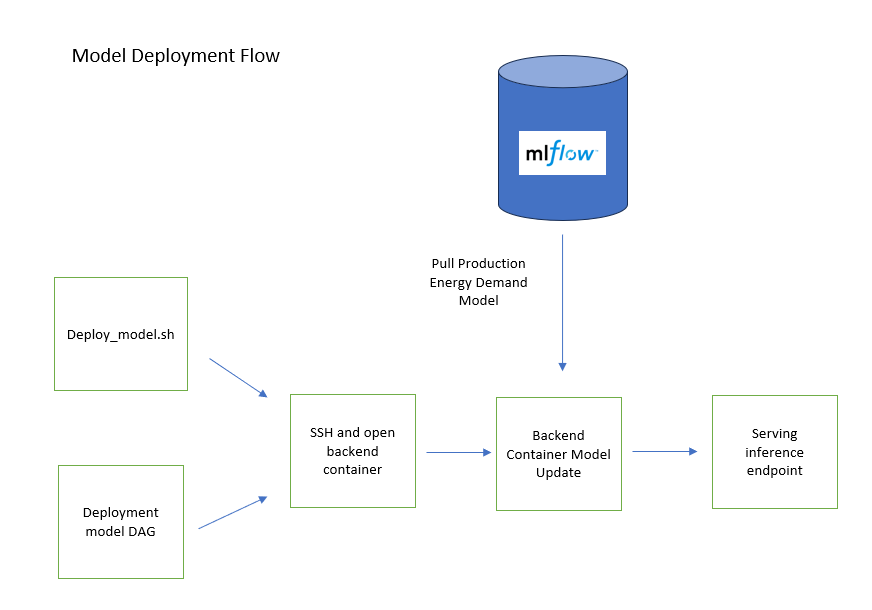 Model Deployment Flow
mlflow™
Pull Production
Energy Demand
Model
Deploy_model.sh
SSH and open
backend
container
Backend
Container Model
Update
Serving
inference
endpoint
Deployment
model DAG